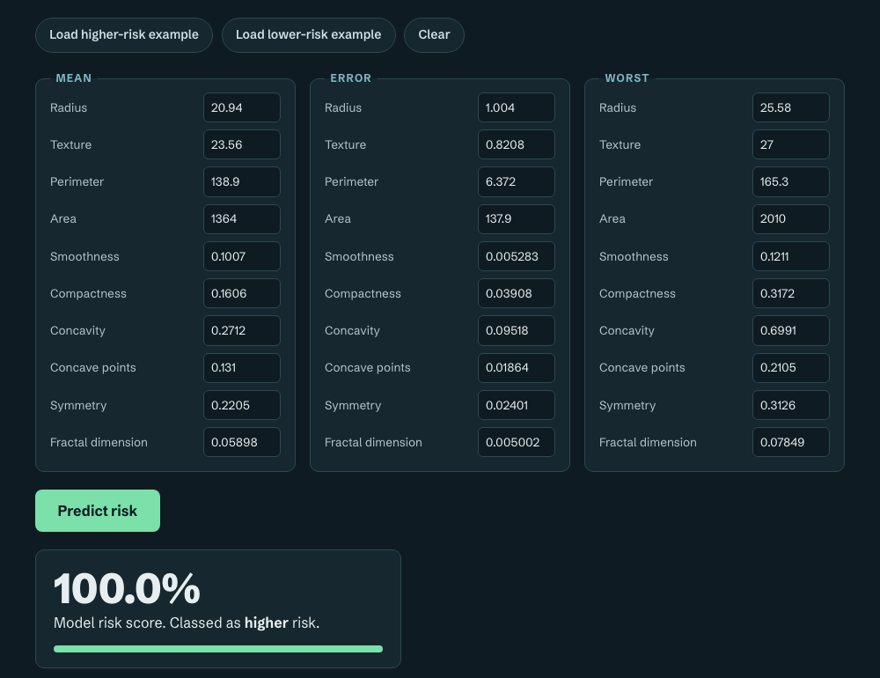 Load higher-risk example Load lower-risk example Clear
MEAN
Radius 20.94
Texture 23.56
Perimeter 138.9
Area 1364
Smoothness 0.1007
Compactness 0.1606
Concavity 0.2712
Concave points 0.131
Symmetry 0.2205
Fractal dimension 0.05898
ERROR
Radius 1.004
Texture 0.8208
Perimeter 6.372
Area 137.9
Smoothness 0.005283
Compactness 0.03908
Concavity 0.09518
Concave points 0.01864
Symmetry 0.02401
Fractal dimension 0.005002
WORST
Radius 25.58
Texture 27
Perimeter 165.3
Area 2010
Smoothness 0.1211
Compactness 0.3172
Concavity 0.6991
Concave points 0.2105
Symmetry 0.3126
Fractal dimension 0.07849
Predict risk
100.0%
Model risk score. Classed as higher risk.